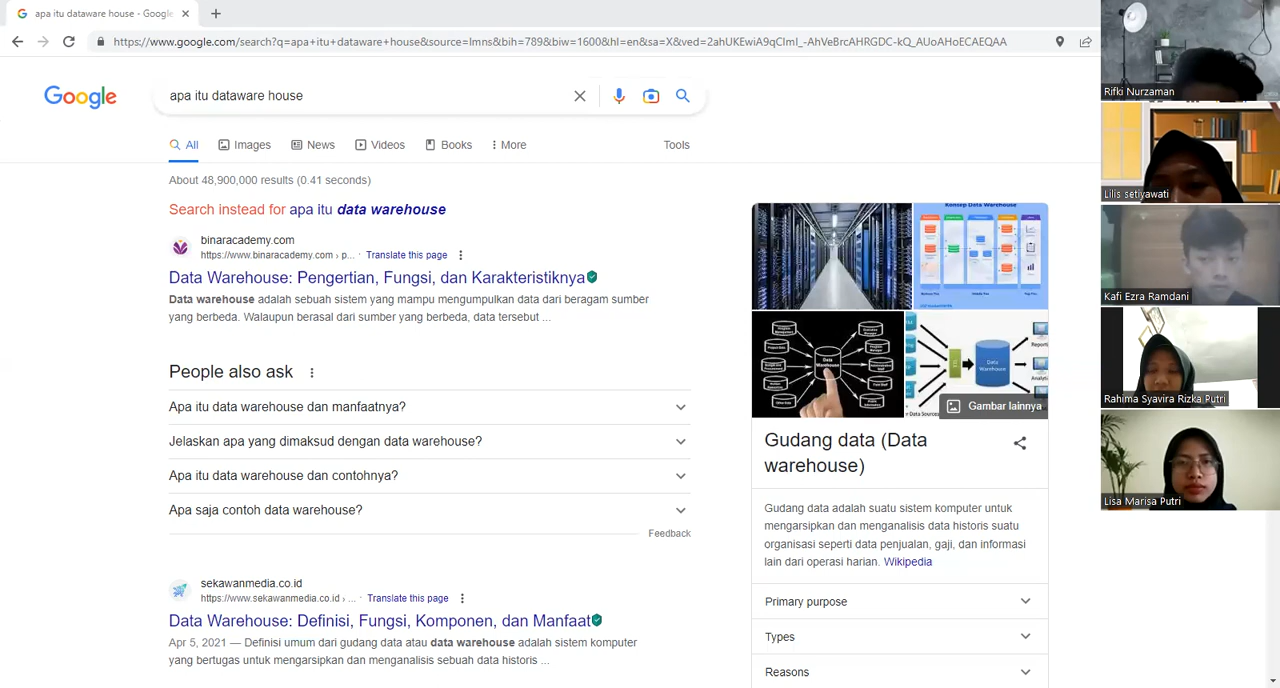 apa itu dataware house - Google
https://www.google.com/search?q=apa+itu+dataware+house&source=lmns&bih=789&biw=1600&hl=en&sa=X&ved=2ahUKEwiA9qCImI_-AhVeBrcAHRGDC-kQ_AUoAHoECAEQAA
Google
apa itu dataware house
All
Images
News
Videos
Books
More
Tools
About 48,900,000 results (0.41 seconds)
Search instead for apa itu data warehouse
binaracademy.com
https://www.binaracademy.com › p... · Translate this page
Data Warehouse: Pengertian, Fungsi, dan Karakteristiknya
Data warehouse adalah sebuah sistem yang mampu mengumpulkan data dari beragam sumber
yang berbeda. Walaupun berasal dari sumber yang berbeda, data tersebut ...
People also ask
Apa itu data warehouse dan manfaatnya?
Jelaskan apa yang dimaksud dengan data warehouse?
Apa itu data warehouse dan contohnya?
Apa saja contoh data warehouse?
Feedback
sekawanmedia.co.id
https://www.sekawanmedia.co.id › ... · Translate this page
Data Warehouse: Definisi, Fungsi, Komponen, dan Manfaat
Apr 5, 2021 — Definisi umum dari gudang data atau data warehouse adalah sistem komputer
yang bertugas untuk mengarsipkan dan menganalisis sebuah data historis ...
Konsep Data Warehouse
Data
Warehouse
Data
Warehouse
Gambar lainnya
Gudang data (Data
warehouse)
Gudang data adalah suatu sistem komputer untuk
mengarsipkan dan menganalisis data historis suatu
organisasi seperti data penjualan, gaji, dan informasi
lain dari operasi harian. Wikipedia
Primary purpose
Types
Reasons
Rifki Nurzaman
Lilis setiyawati
Kafi Ezra Ramdani
Rahima Syavira Rizka Putri
Lisa Marisa Putri